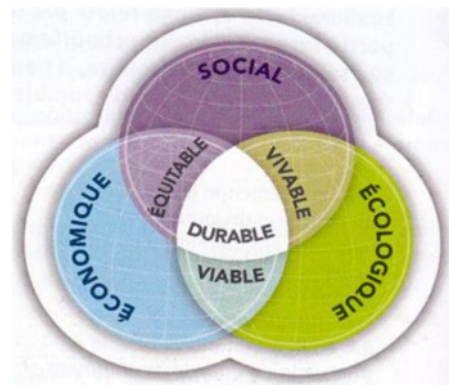 SOCIAL
ÉQUITABLE
VIVABLE
ÉCONOMIQUE
DURABLE
ÉCOLOGIQUE
VIABLE